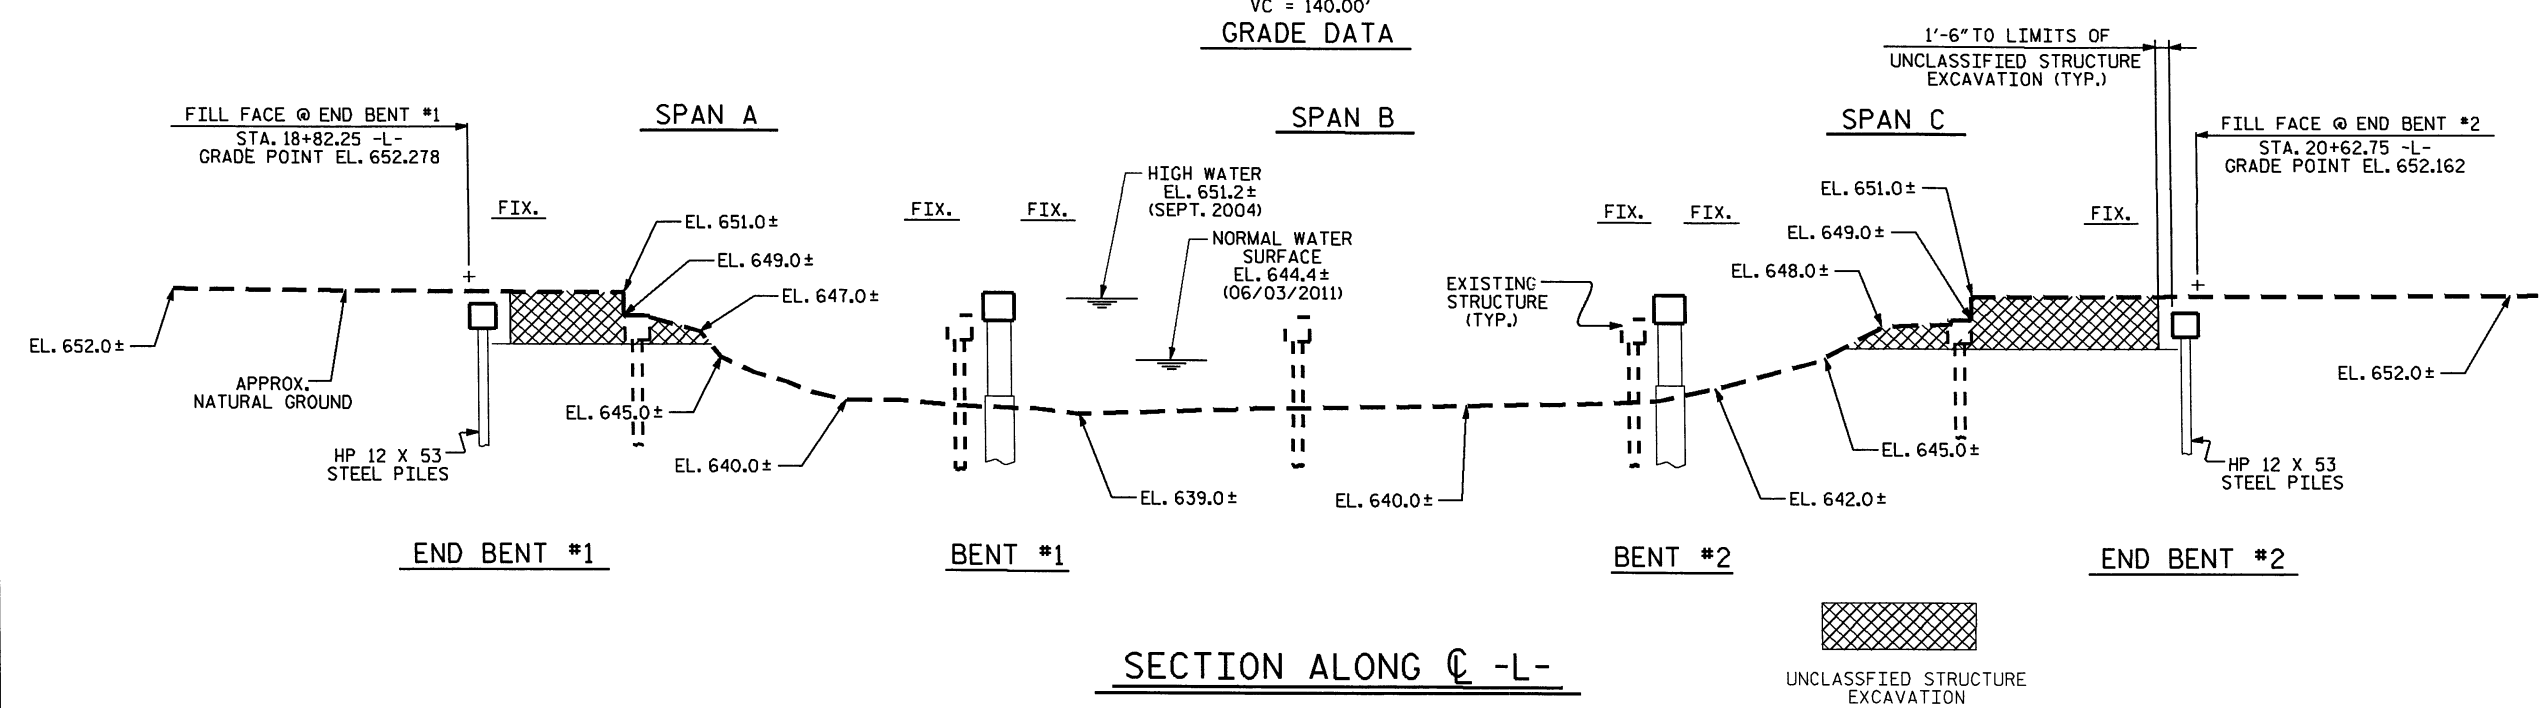 VC = 140.00'
GRADE DATA
1'-6" TO LIMITS OF
UNCLASSIFIED STRUCTURE
EXCAVATION (TYP.)
FILL FACE @ END BENT #1
STA. 18+82.25 -L-
GRADE POINT EL. 652.278
SPAN A
SPAN B
SPAN C
FILL FACE @ END BENT #2
STA. 20+62.75 -L-
GRADE POINT EL. 652.162
HIGH WATER
EL. 651.2±
(SEPT. 2004)
FIX.
FIX.
FIX.
FIX.
FIX.
FIX.
EL. 651.0±
EL. 649.0±
EL. 647.0±
NORMAL WATER
SURFACE
EL. 644.4±
(06/03/2011)
EXISTING
STRUCTURE
(TYP.)
EL. 651.0±
EL. 649.0±
EL. 648.0±
EL. 652.0±
APPROX.
NATURAL GROUND
EL. 645.0±
EL. 652.0±
HP 12 X 53
STEEL PILES
EL. 640.0±
EL. 639.0±
EL. 640.0±
EL. 642.0±
EL. 645.0±
HP 12 X 53
STEEL PILES
END BENT #1
BENT #1
BENT #2
END BENT #2
SECTION ALONG ℄ -L-
UNCLASSFIED STRUCTURE
EXCAVATION